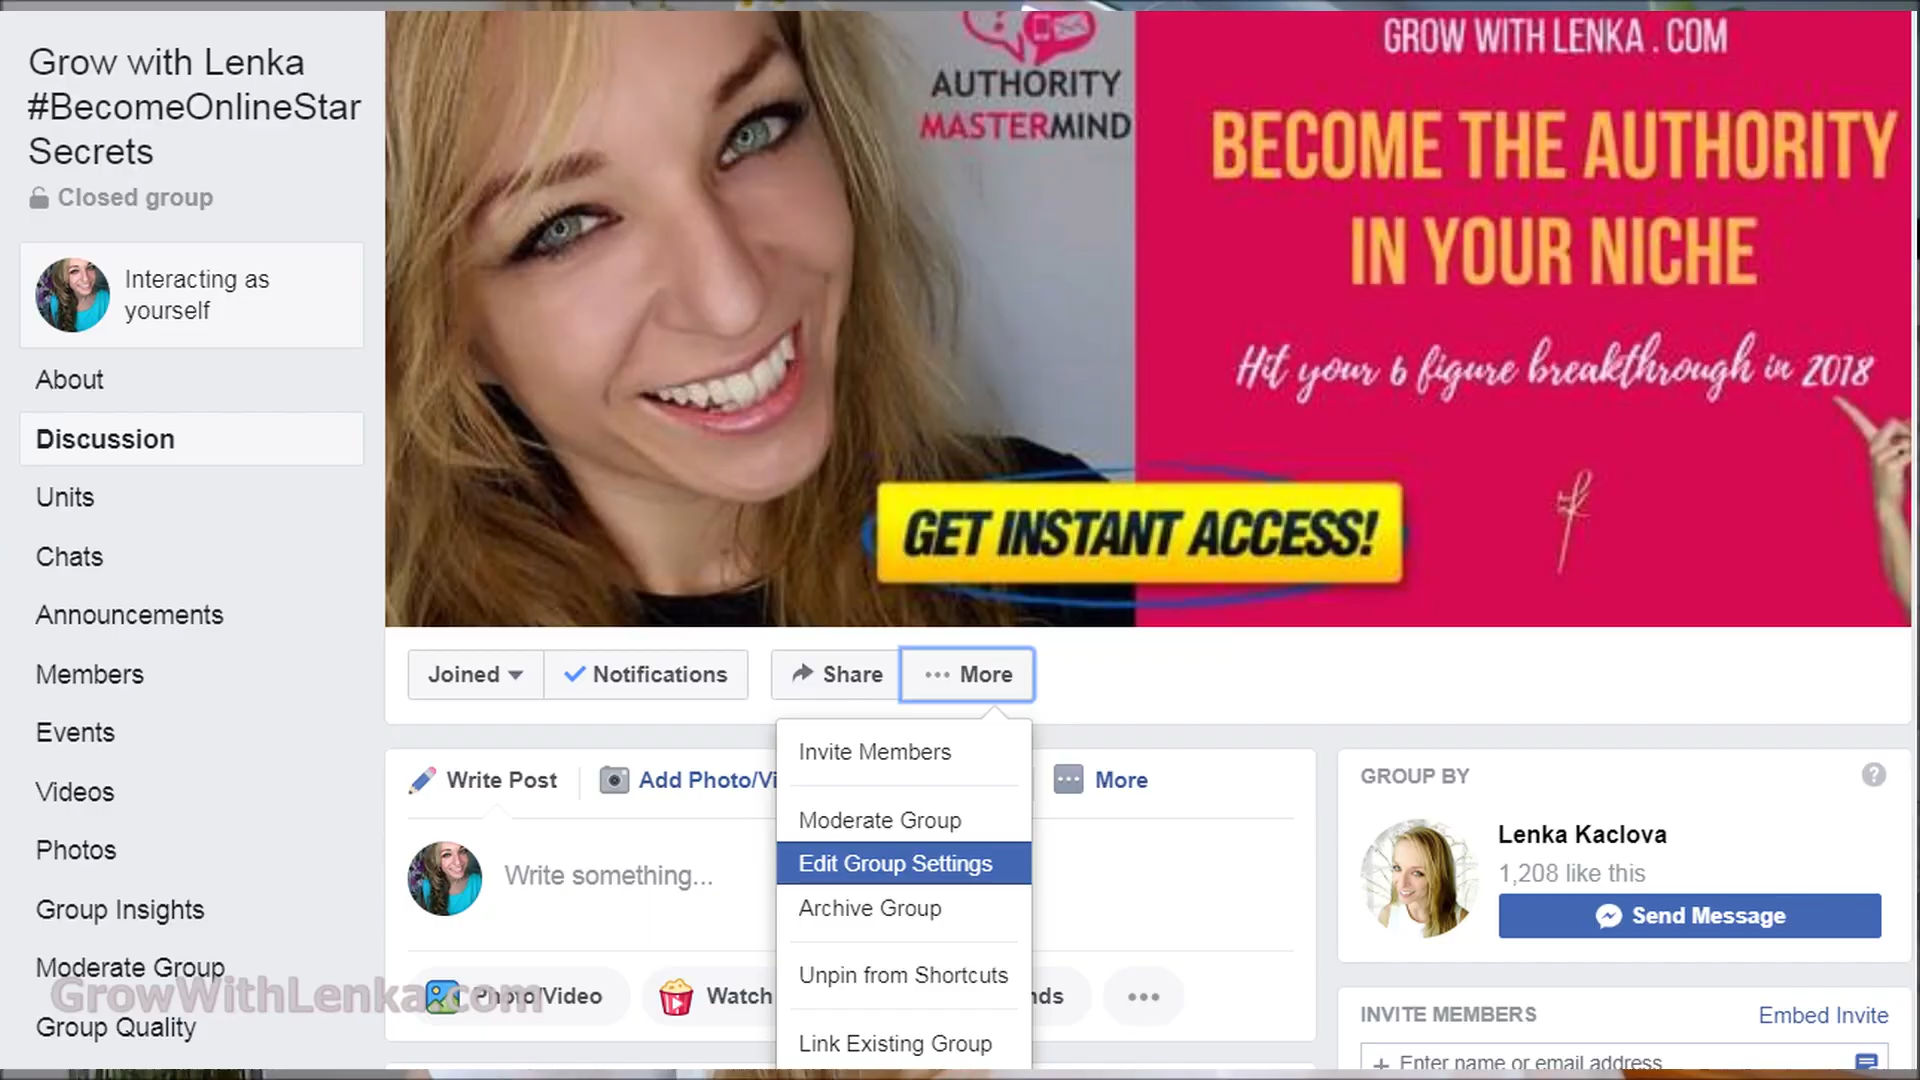 Grow with Lenka
#BecomeOnlineStar
Secrets
Closed group
Interacting as
yourself
About
Discussion
Units
Chats
Announcements
Members
Events
Videos
Photos
Group Insights
Moderate Group
Group Quality
GrowWithLenka.com
AUTHORITY
MASTERMIND
GROW WITH LENKA . COM
BECOME THE AUTHORITY
IN YOUR NICHE
Hit your 6 figure breakthrough in 2018
GET INSTANT ACCESS!
Joined
Notifications
Share
More
Invite Members
Moderate Group
Edit Group Settings
Archive Group
Unpin from Shortcuts
Link Existing Group
Write Post
Add Photo/Vi
More
Write something...
Photo/Video
Watch
nds
GROUP BY
Lenka Kaclova
1,208 like this
Send Message
INVITE MEMBERS
Embed Invite
Enter name or email address